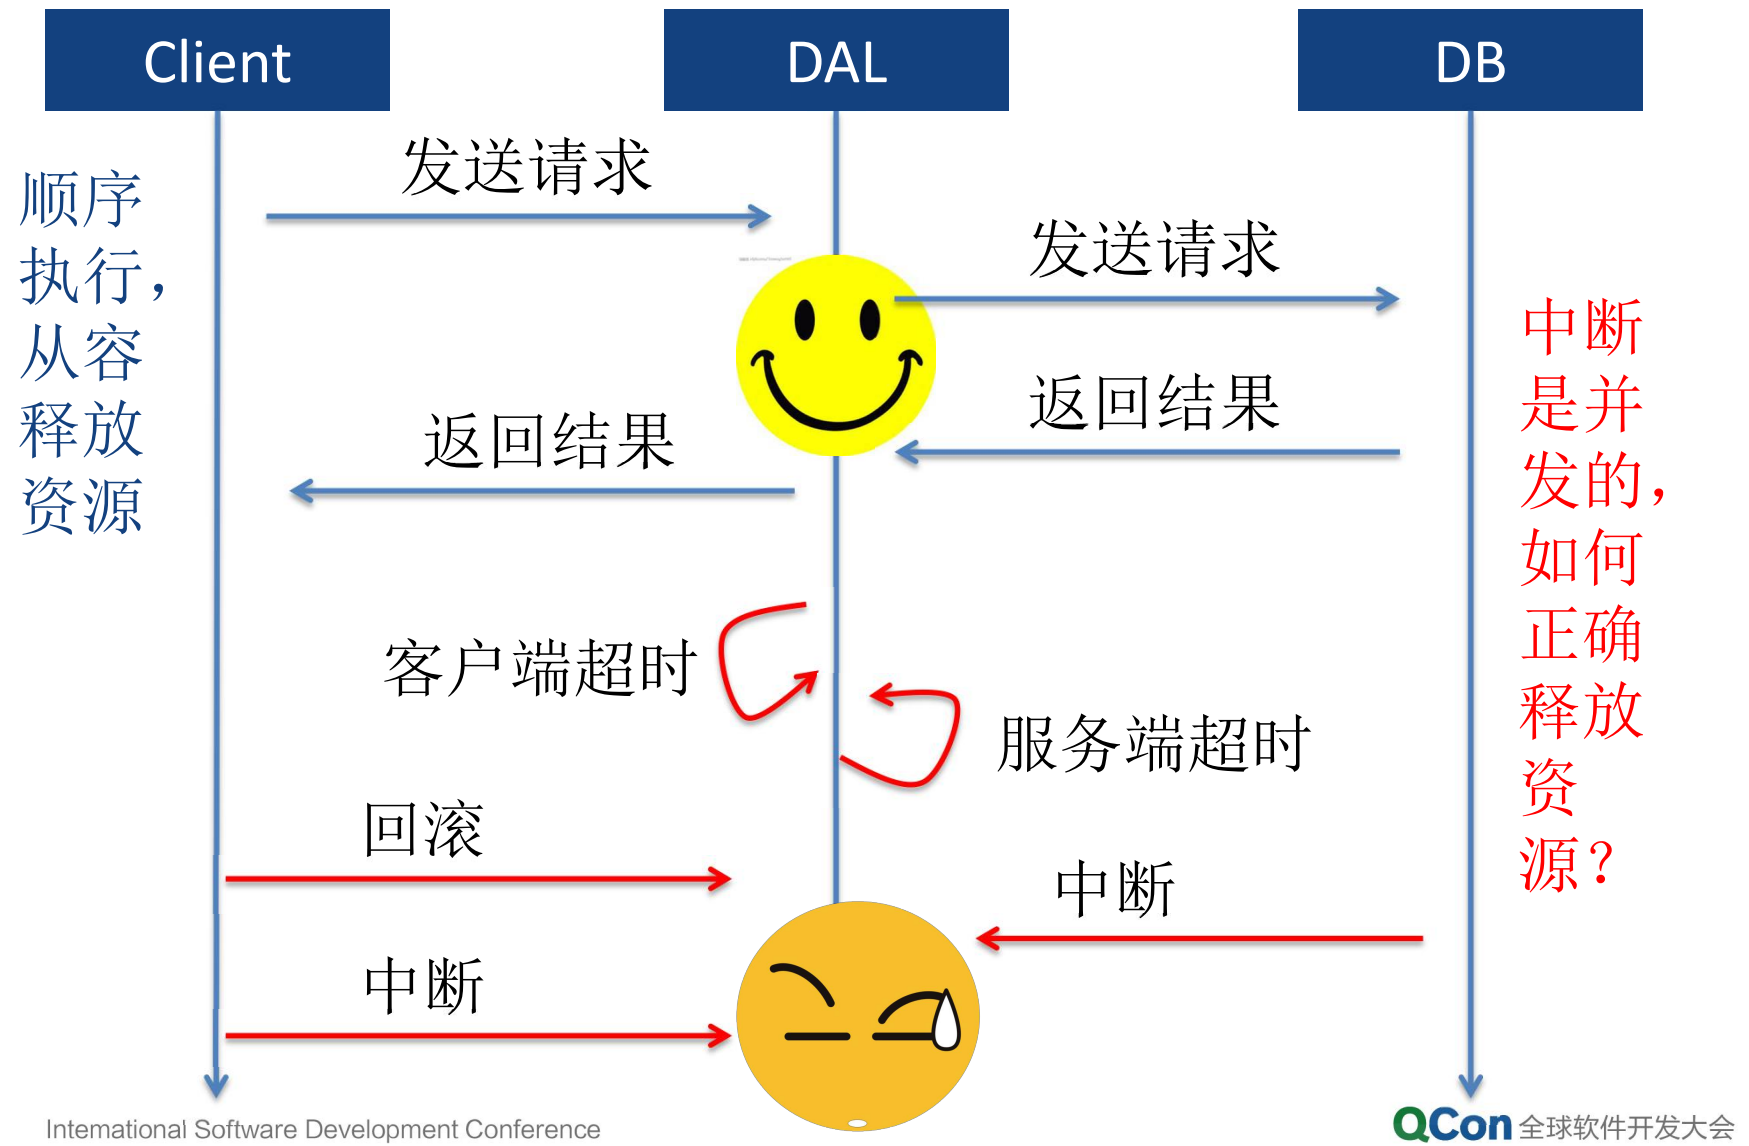 Client
DAL
DB
发送请求
顺序
执行，
从容
释放
资源
发送请求
返回结果
返回结果
中断
是并
发的，
如何
正确
释放
资
源？
客户端超时
服务端超时
回滚
中断
中断
International Software Development Conference
QCon 全球软件开发大会